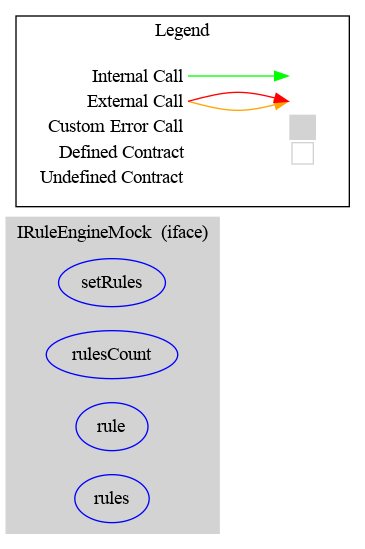 Legend
Internal Call
External Call
Custom Error Call
Defined Contract
Undefined Contract
IRuleEngineMock (iface)
setRules
rulesCount
rule
rules